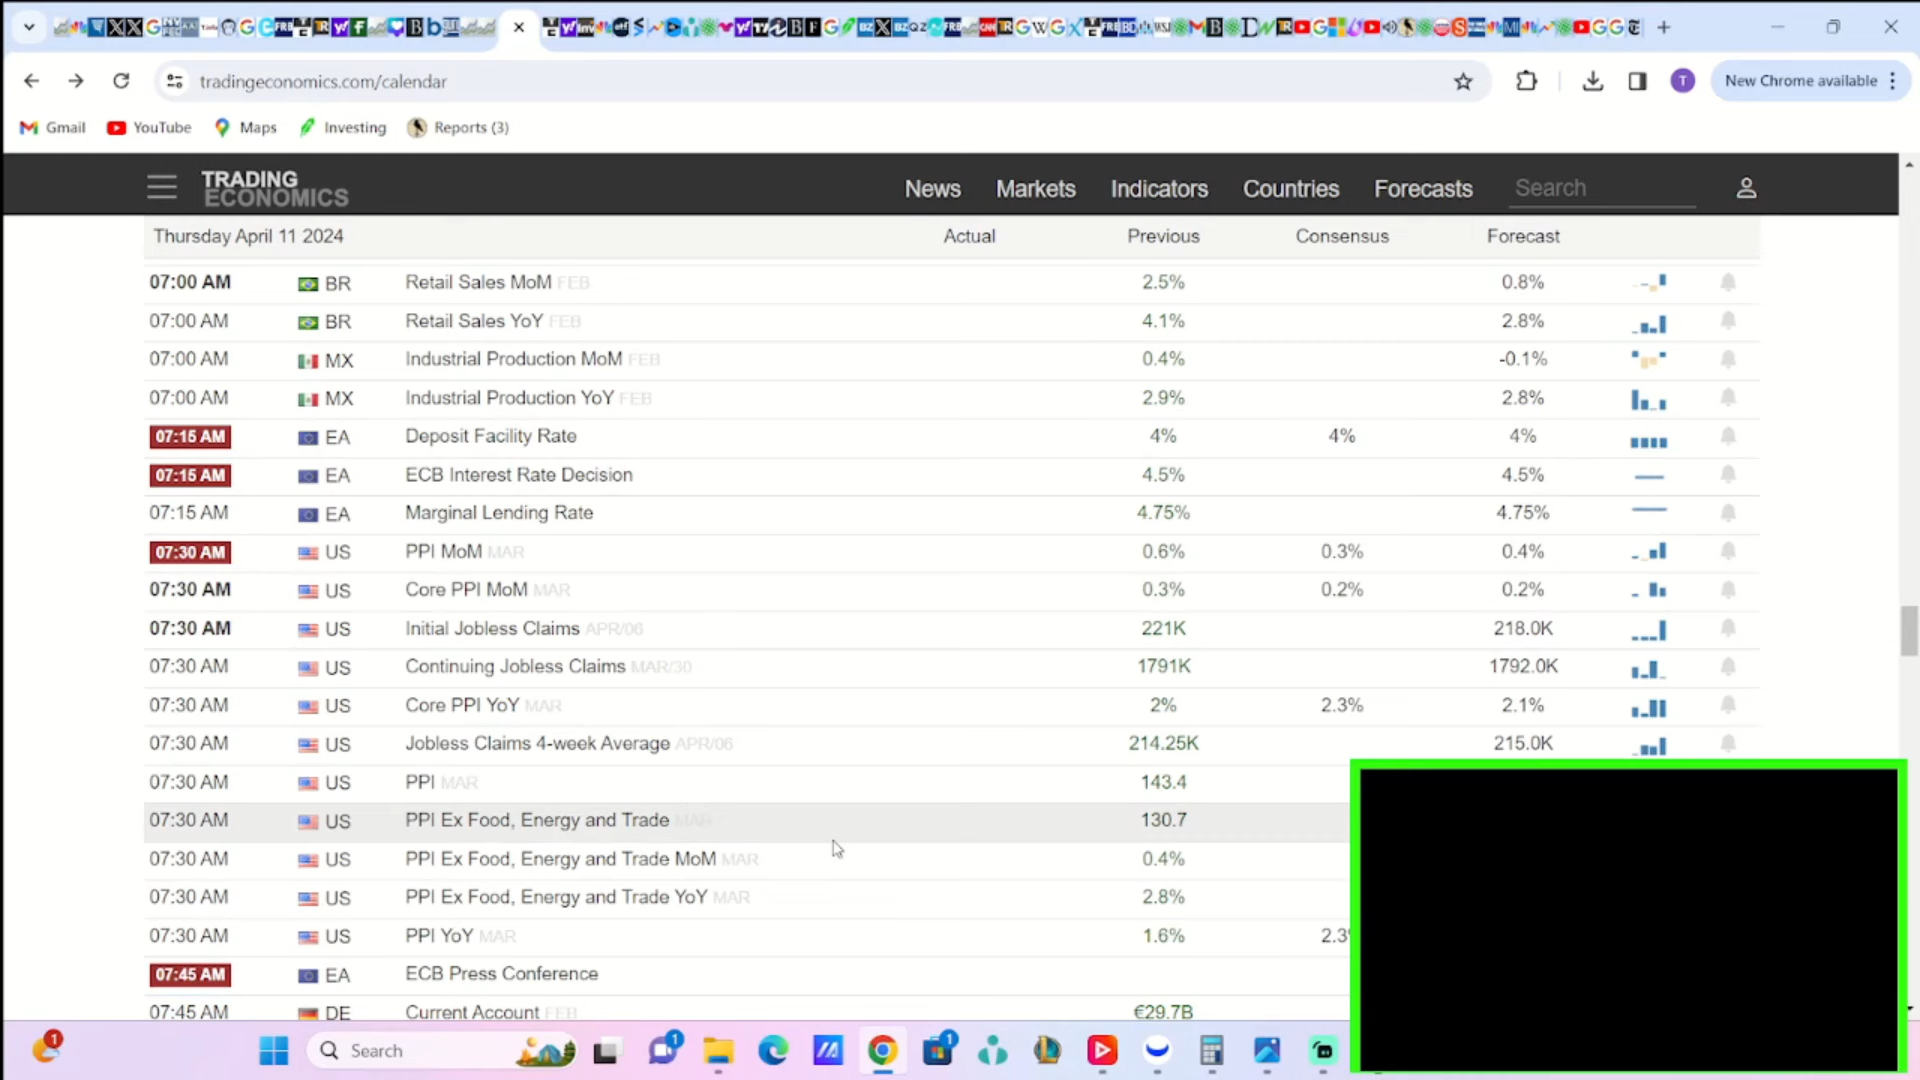 tradingeconomics.com/calendar
New Chrome available
T
Gmail YouTube Maps Investing Reports (3)
TRADING ECONOMICS News Markets Indicators Countries Forecasts Search
Thursday April 11 2024 Actual Previous Consensus Forecast
07:00 AM BR Retail Sales MoM FEB 2.5% 0.8%
07:00 AM BR Retail Sales YoY FEB 4.1% 2.8%
07:00 AM MX Industrial Production MoM FEB 0.4% -0.1%
07:00 AM MX Industrial Production YoY FEB 2.9% 2.8%
07:15 AM EA Deposit Facility Rate 4% 4% 4%
07:15 AM EA ECB Interest Rate Decision 4.5% 4.5%
07:15 AM EA Marginal Lending Rate 4.75% 4.75%
07:30 AM US PPI MoM MAR 0.6% 0.3% 0.4%
07:30 AM US Core PPI MoM MAR 0.3% 0.2% 0.2%
07:30 AM US Initial Jobless Claims APR/06 221K 218.0K
07:30 AM US Continuing Jobless Claims MAR/30 1791K 1792.0K
07:30 AM US Core PPI YoY MAR 2% 2.3% 2.1%
07:30 AM US Jobless Claims 4-week Average APR/06 214.25K 215.0K
07:30 AM US PPI MAR 143.4
07:30 AM US PPI Ex Food, Energy and Trade MAR 130.7
07:30 AM US PPI Ex Food, Energy and Trade MoM MAR 0.4%
07:30 AM US PPI Ex Food, Energy and Trade YoY MAR 2.8%
07:30 AM US PPI YoY MAR 1.6% 2.3
07:45 AM EA ECB Press Conference
07:45 AM DE Current Account FEB €29.7B
1 Search 1 1